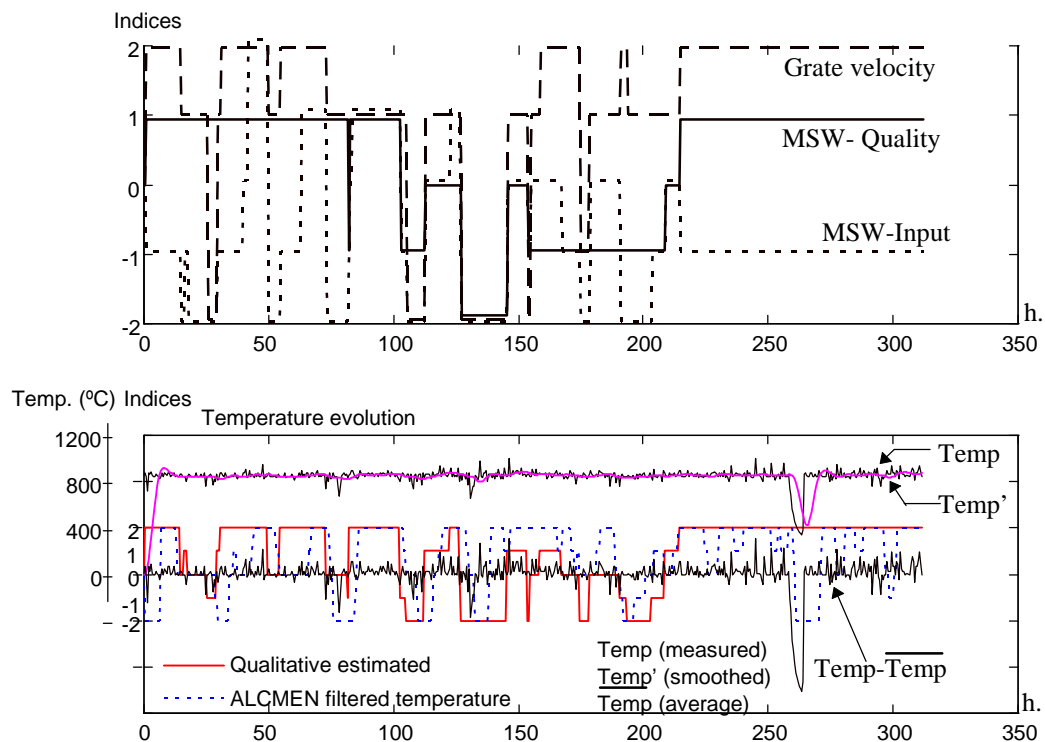 Indices
2
1
0
-1
-2
Grate velocity
MSW- Quality
MSW-Input
h.
0 50 100 150 200 250 300 350
Temp. (ºC) Indices
Temperature evolution
1200
800
400
0
2
1
0
-1
-2
Temp
Temp'
Qualitative estimated
ALCMEN filtered temperature
Temp (measured)
Temp' (smoothed)
Temp (average)
Temp-Temp
h.
0 50 100 150 200 250 300 350